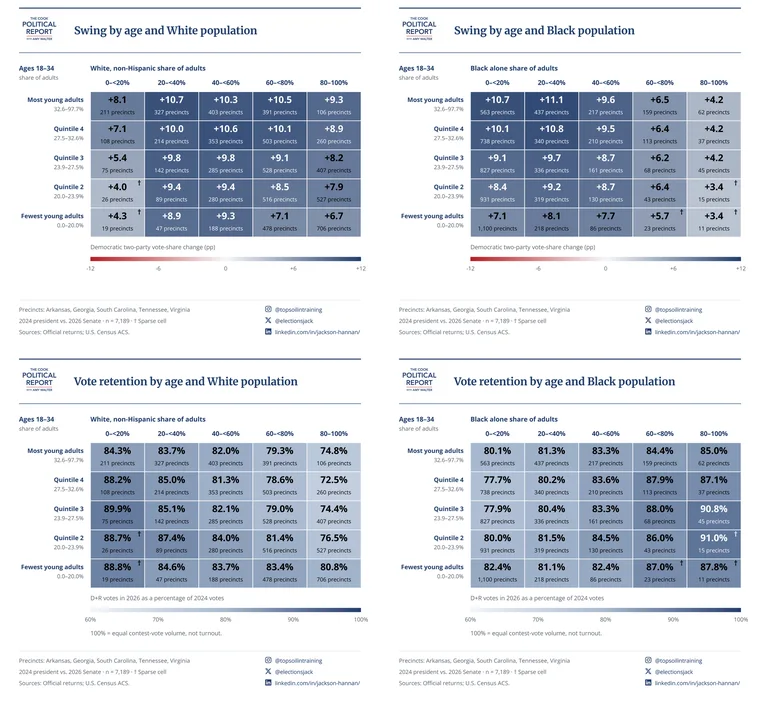 THE COOK
POLITICAL
REPORT
WITH AMY WALTER
Swing by age and White population
Ages 18–34
share of adults
White, non-Hispanic share of adults
0–<20% 20–<40% 40–<60% 60–<80% 80–100%
Most young adults +8.1 +10.7 +10.3 +10.5 +9.3
32.6–97.7% 211 precincts 327 precincts 403 precincts 391 precincts 106 precincts
Quintile 4 +7.1 +10.0 +10.6 +10.1 +8.9
27.5–32.6% 108 precincts 214 precincts 353 precincts 503 precincts 260 precincts
Quintile 3 +5.4 +9.8 +9.8 +9.1 +8.2
23.9–27.5% 75 precincts 142 precincts 285 precincts 528 precincts 407 precincts
Quintile 2 +4.0 † +9.4 +9.4 +8.5 +7.9
20.0–23.9% 26 precincts 89 precincts 280 precincts 516 precincts 527 precincts
Fewest young adults +4.3 † +8.9 +9.3 +7.1 +6.7
0.0–20.0% 19 precincts 47 precincts 188 precincts 478 precincts 706 precincts
Democratic two-party vote-share change (pp)
-12 -6 0 +6 +12
Precincts: Arkansas, Georgia, South Carolina, Tennessee, Virginia
2024 president vs. 2026 Senate · n = 7,189 · † Sparse cell
Sources: Official returns; U.S. Census ACS.
@topsoiltraining
@electionsjack
linkedin.com/in/jackson-hannan/
THE COOK
POLITICAL
REPORT
WITH AMY WALTER
Swing by age and Black population
Ages 18–34
share of adults
Black alone share of adults
0–<20% 20–<40% 40–<60% 60–<80% 80–100%
Most young adults +10.7 +11.1 +9.6 +6.5 +4.2
32.6–97.7% 563 precincts 437 precincts 217 precincts 159 precincts 62 precincts
Quintile 4 +10.1 +10.8 +9.5 +6.4 +4.2
27.5–32.6% 738 precincts 340 precincts 210 precincts 113 precincts 37 precincts
Quintile 3 +9.1 +9.7 +8.7 +6.2 +4.2
23.9–27.5% 827 precincts 336 precincts 161 precincts 68 precincts 45 precincts
Quintile 2 +8.4 +9.2 +8.7 +6.4 +3.4 †
20.0–23.9% 931 precincts 319 precincts 130 precincts 43 precincts 15 precincts
Fewest young adults +7.1 +8.1 +7.7 +5.7 † +3.4 †
0.0–20.0% 1,100 precincts 218 precincts 86 precincts 23 precincts 11 precincts
Democratic two-party vote-share change (pp)
-12 -6 0 +6 +12
Precincts: Arkansas, Georgia, South Carolina, Tennessee, Virginia
2024 president vs. 2026 Senate · n = 7,189 · † Sparse cell
Sources: Official returns; U.S. Census ACS.
@topsoiltraining
@electionsjack
linkedin.com/in/jackson-hannan/
THE COOK
POLITICAL
REPORT
WITH AMY WALTER
Vote retention by age and White population
Ages 18–34
share of adults
White, non-Hispanic share of adults
0–<20% 20–<40% 40–<60% 60–<80% 80–100%
Most young adults 84.3% 83.7% 82.0% 79.3% 74.8%
32.6–97.7% 211 precincts 327 precincts 403 precincts 391 precincts 106 precincts
Quintile 4 88.2% 85.0% 81.3% 78.6% 72.5%
27.5–32.6% 108 precincts 214 precincts 353 precincts 503 precincts 260 precincts
Quintile 3 89.9% 85.1% 82.1% 79.0% 74.4%
23.9–27.5% 75 precincts 142 precincts 285 precincts 528 precincts 407 precincts
Quintile 2 88.7% † 87.4% 84.0% 81.4% 76.5%
20.0–23.9% 26 precincts 89 precincts 280 precincts 516 precincts 527 precincts
Fewest young adults 88.8% † 84.6% 83.7% 83.4% 80.8%
0.0–20.0% 19 precincts 47 precincts 188 precincts 478 precincts 706 precincts
D+R votes in 2026 as a percentage of 2024 votes
60% 70% 80% 90% 100%
100% = equal contest-vote volume, not turnout.
Precincts: Arkansas, Georgia, South Carolina, Tennessee, Virginia
2024 president vs. 2026 Senate · n = 7,189 · † Sparse cell
Sources: Official returns; U.S. Census ACS.
@topsoiltraining
@electionsjack
linkedin.com/in/jackson-hannan/
THE COOK
POLITICAL
REPORT
WITH AMY WALTER
Vote retention by age and Black population
Ages 18–34
share of adults
Black alone share of adults
0–<20% 20–<40% 40–<60% 60–<80% 80–100%
Most young adults 80.1% 81.3% 83.3% 84.4% 85.0%
32.6–97.7% 563 precincts 437 precincts 217 precincts 159 precincts 62 precincts
Quintile 4 77.7% 80.2% 83.6% 87.9% 87.1%
27.5–32.6% 738 precincts 340 precincts 210 precincts 113 precincts 37 precincts
Quintile 3 77.9% 80.4% 83.3% 88.0% 90.8%
23.9–27.5% 827 precincts 336 precincts 161 precincts 68 precincts 45 precincts
Quintile 2 80.0% 81.5% 84.5% 86.0% 91.0% †
20.0–23.9% 931 precincts 319 precincts 130 precincts 43 precincts 15 precincts
Fewest young adults 82.4% 81.1% 82.4% 87.0% † 87.8% †
0.0–20.0% 1,100 precincts 218 precincts 86 precincts 23 precincts 11 precincts
D+R votes in 2026 as a percentage of 2024 votes
60% 70% 80% 90% 100%
100% = equal contest-vote volume, not turnout.
Precincts: Arkansas, Georgia, South Carolina, Tennessee, Virginia
2024 president vs. 2026 Senate · n = 7,189 · † Sparse cell
Sources: Official returns; U.S. Census ACS.
@topsoiltraining
@electionsjack
linkedin.com/in/jackson-hannan/